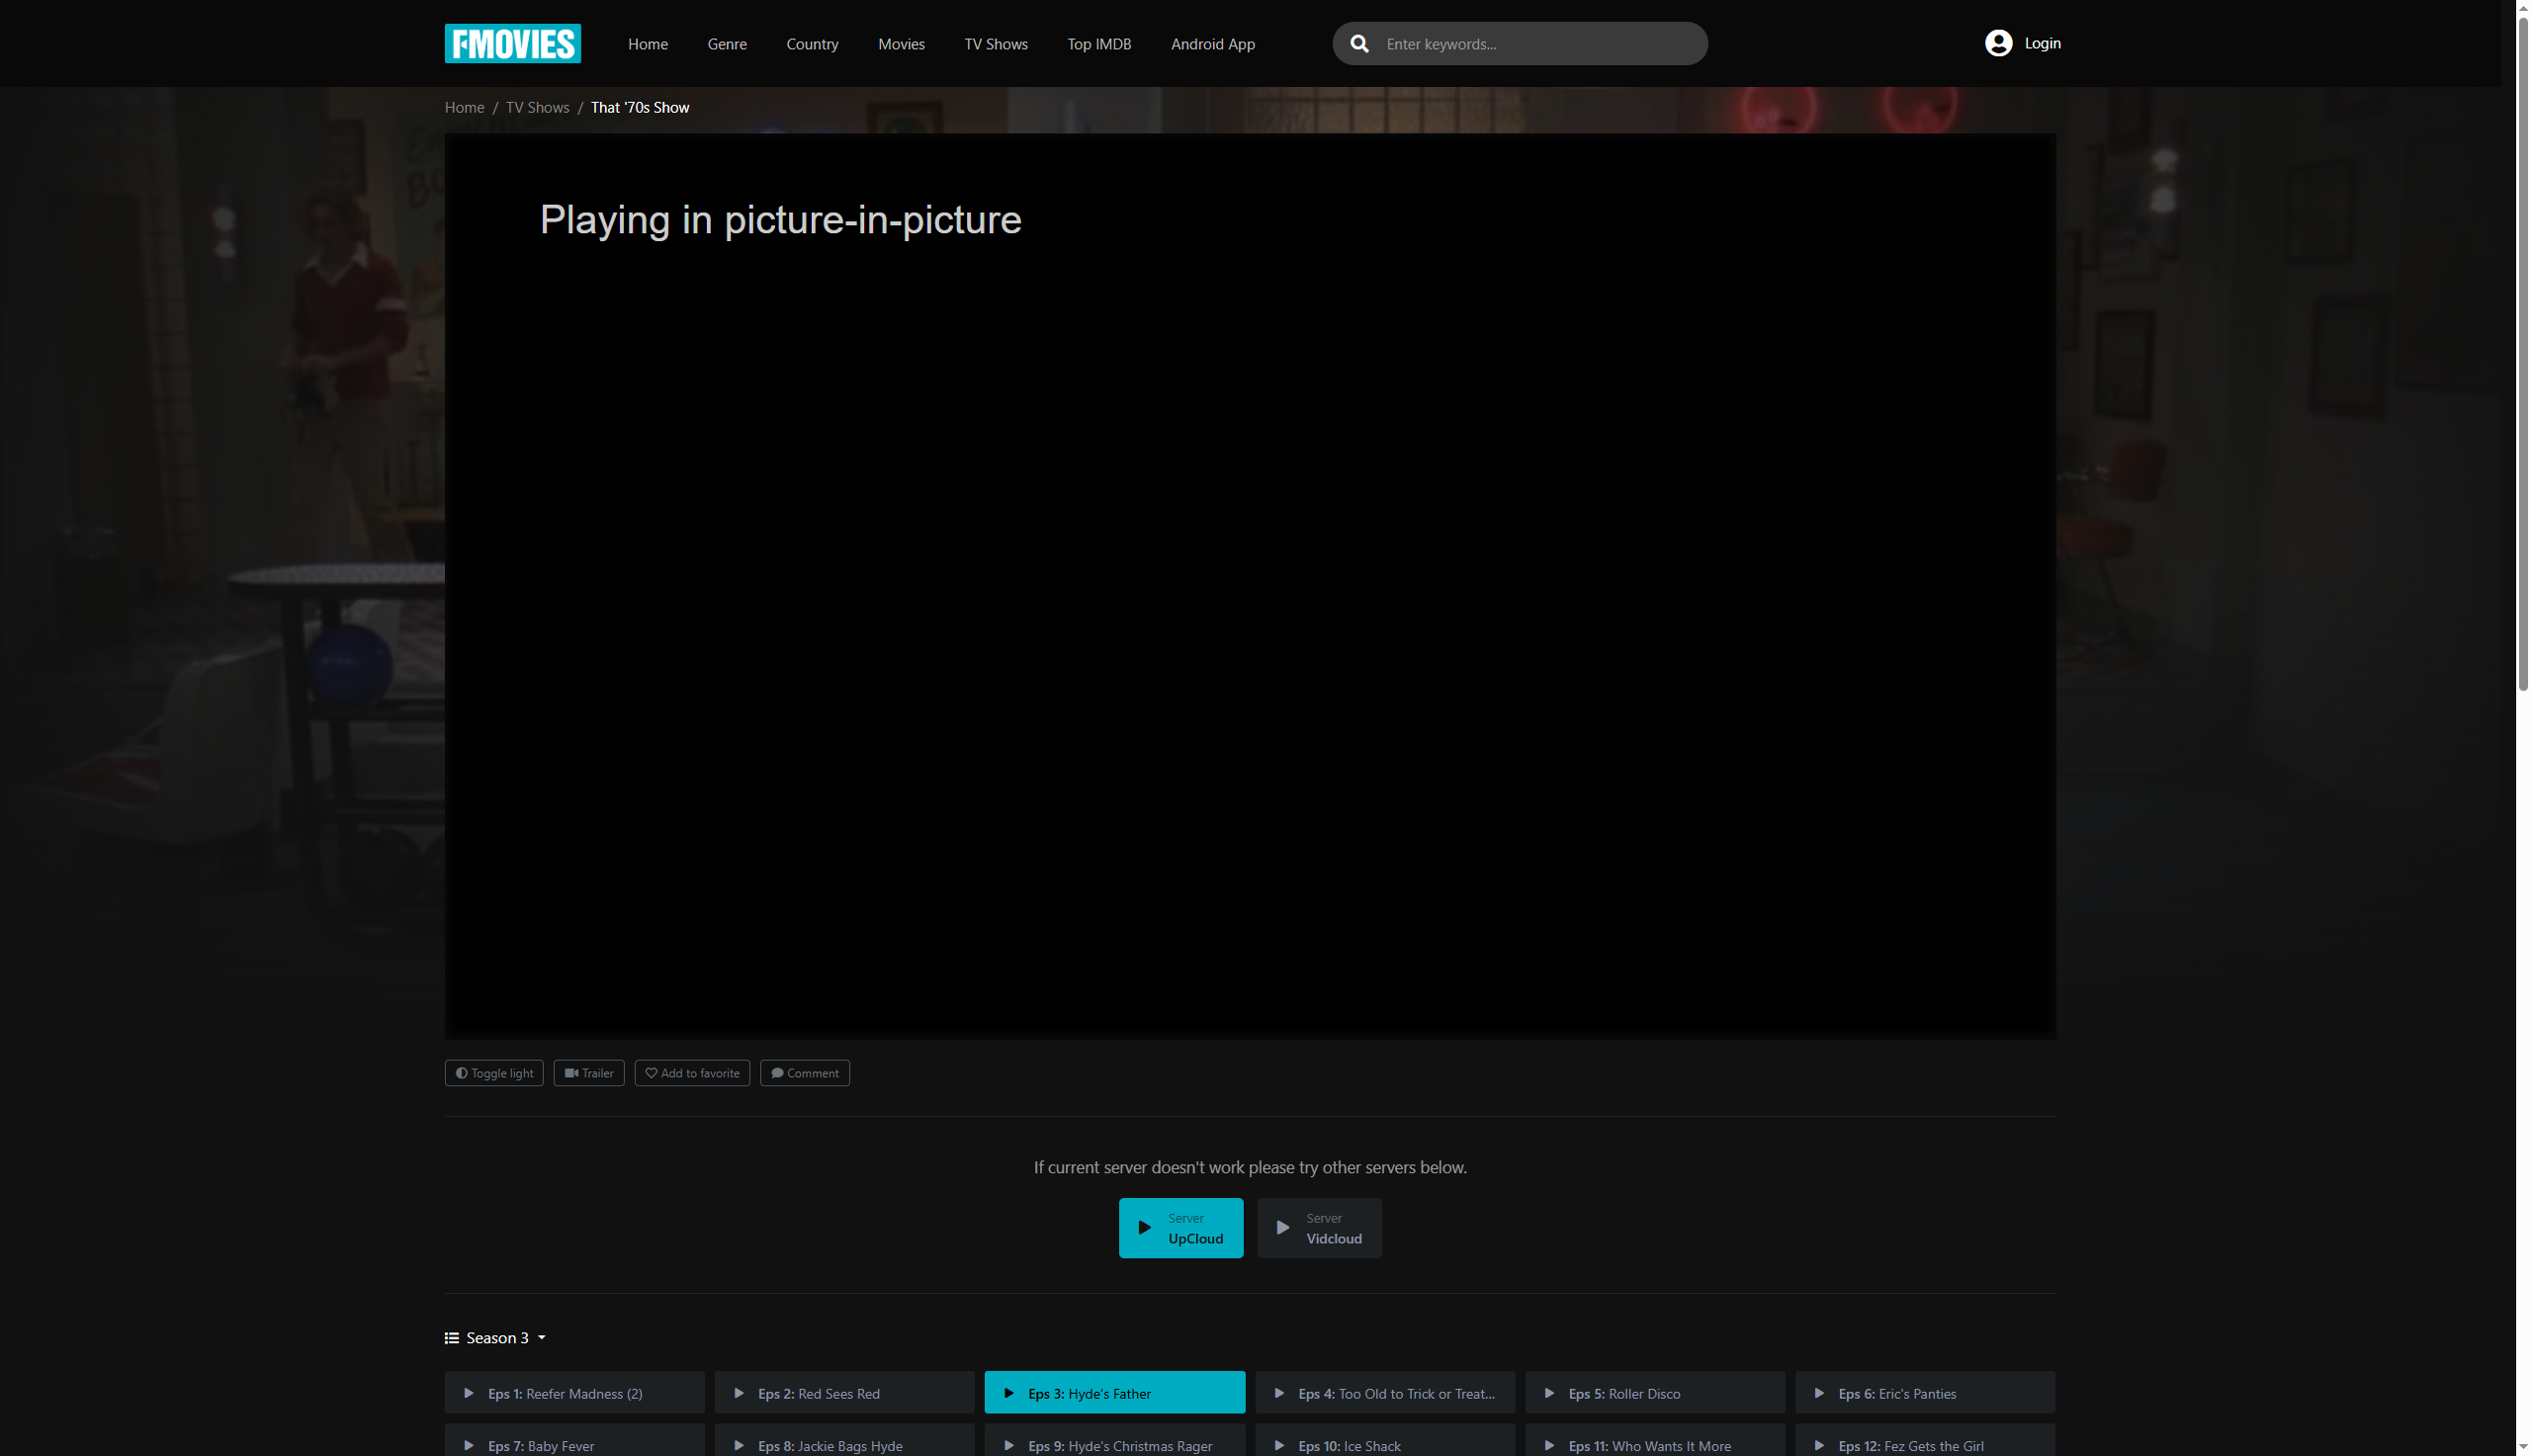 FMOVIES Home Genre Country Movies TV Shows Top IMDB Android App Enter keywords... Login
Home / TV Shows / That '70s Show
Playing in picture-in-picture
Toggle light Trailer Add to favorite Comment
If current server doesn't work please try other servers below.
Server
UpCloud
Server
Vidcloud
Season 3
Eps 1: Reefer Madness (2) Eps 2: Red Sees Red Eps 3: Hyde's Father Eps 4: Too Old to Trick or Treat... Eps 5: Roller Disco Eps 6: Eric's Panties
Eps 7: Baby Fever Eps 8: Jackie Bags Hyde Eps 9: Hyde's Christmas Rager Eps 10: Ice Shack Eps 11: Who Wants It More Eps 12: Fez Gets the Girl